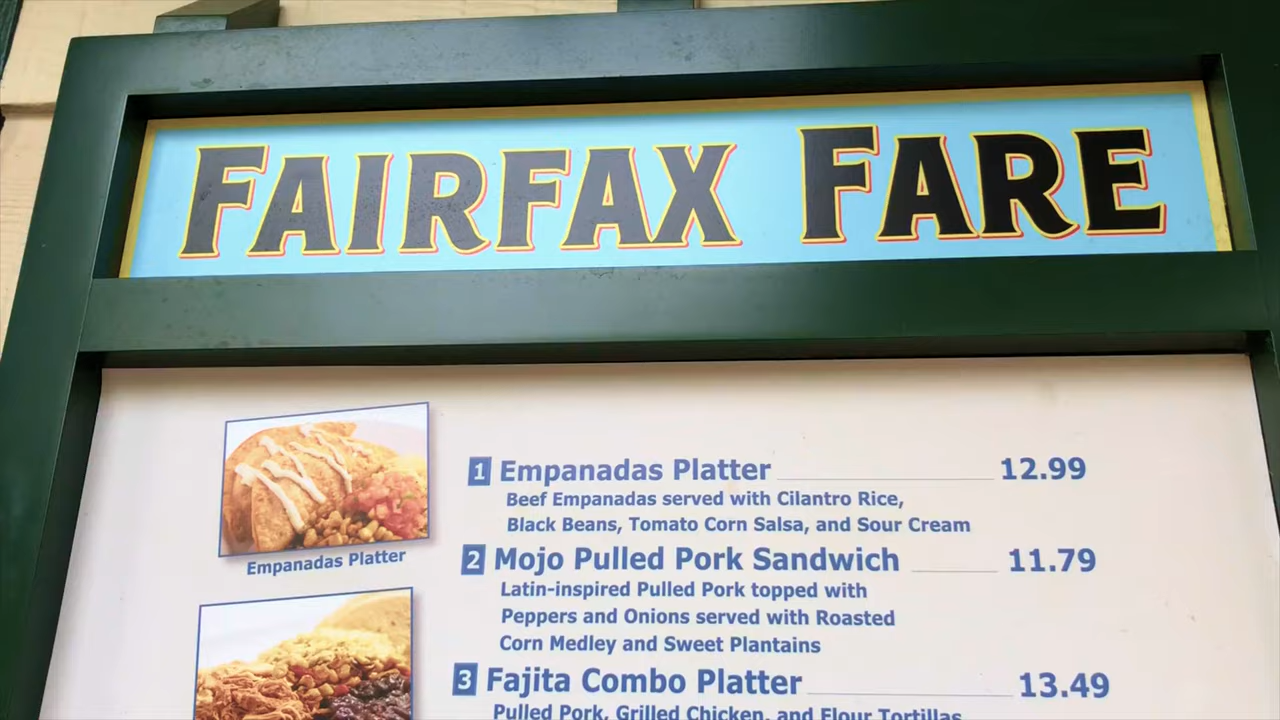 FAIRFAX FARE
1 Empanadas Platter 12.99
Beef Empanadas served with Cilantro Rice,
Black Beans, Tomato Corn Salsa, and Sour Cream
Empanadas Platter
2 Mojo Pulled Pork Sandwich 11.79
Latin-inspired Pulled Pork topped with
Peppers and Onions served with Roasted
Corn Medley and Sweet Plantains
3 Fajita Combo Platter 13.49
Pulled Pork, Grilled Chicken, and Flour Tortillas